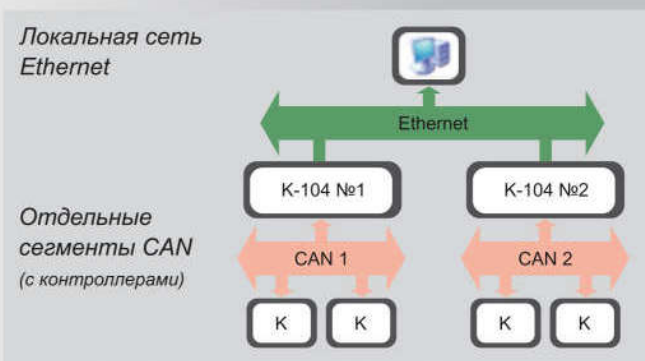 Локальная сеть
Ethernet
Ethernet
K-104 №1
K-104 №2
Отдельные
сегменты CAN
(с контроллерами)
CAN 1
CAN 2
K
K
K
K